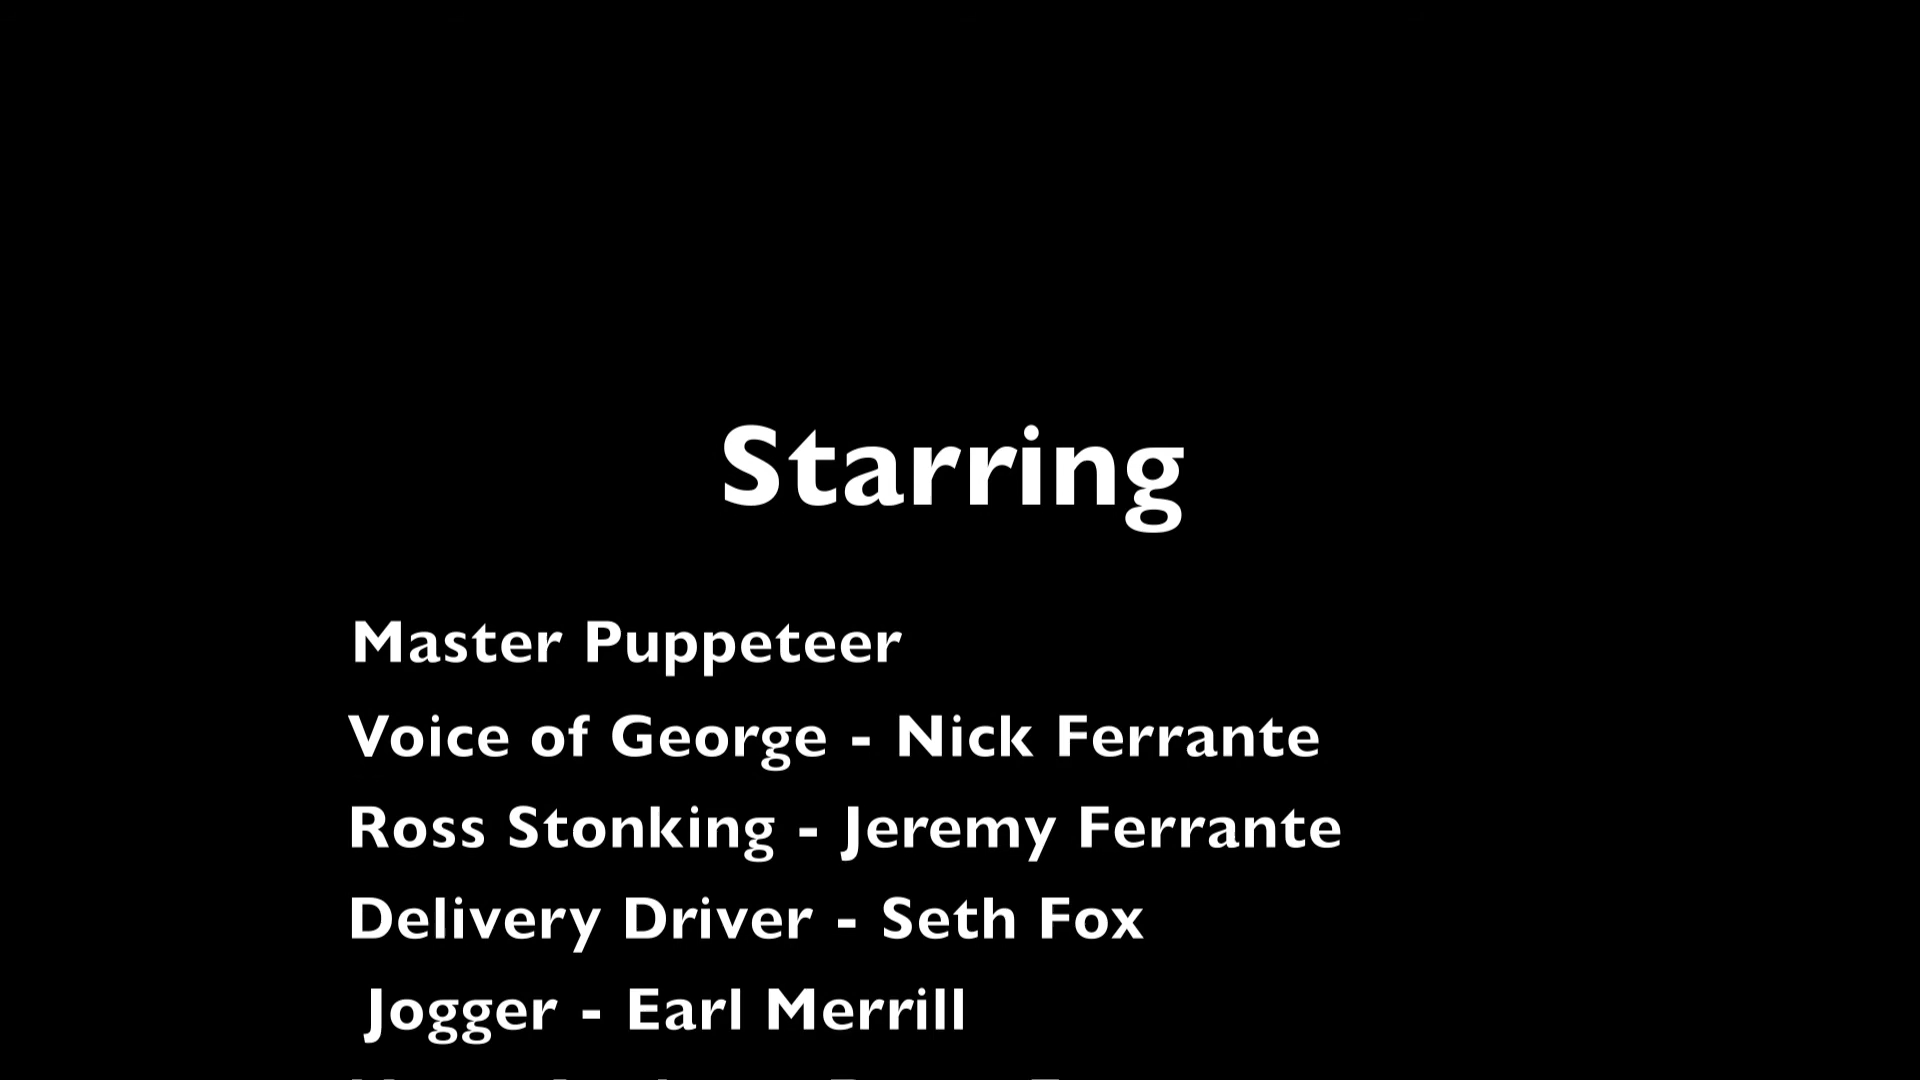 Starring
Master Puppeteer
Voice of George - Nick Ferrante
Ross Stonking - Jeremy Ferrante
Delivery Driver - Seth Fox
Jogger - Earl Merrill